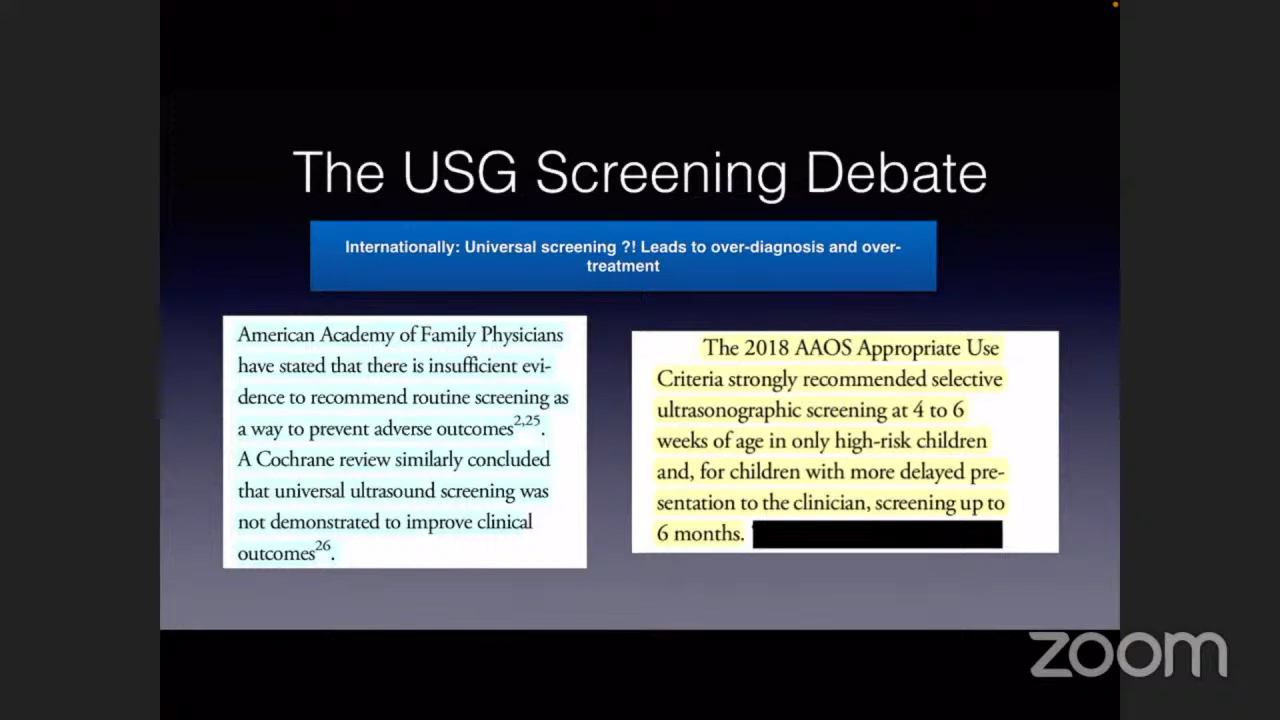 The USG Screening Debate
Internationally: Universal screening ?! Leads to over-diagnosis and over-
treatment
American Academy of Family Physicians
have stated that there is insufficient evi-
dence to recommend routine screening as
a way to prevent adverse outcomes2,25.
A Cochrane review similarly concluded
that universal ultrasound screening was
not demonstrated to improve clinical
outcomes26.
The 2018 AAOS Appropriate Use
Criteria strongly recommended selective
ultrasonographic screening at 4 to 6
weeks of age in only high-risk children
and, for children with more delayed pre-
sentation to the clinician, screening up to
6 months.
zoom